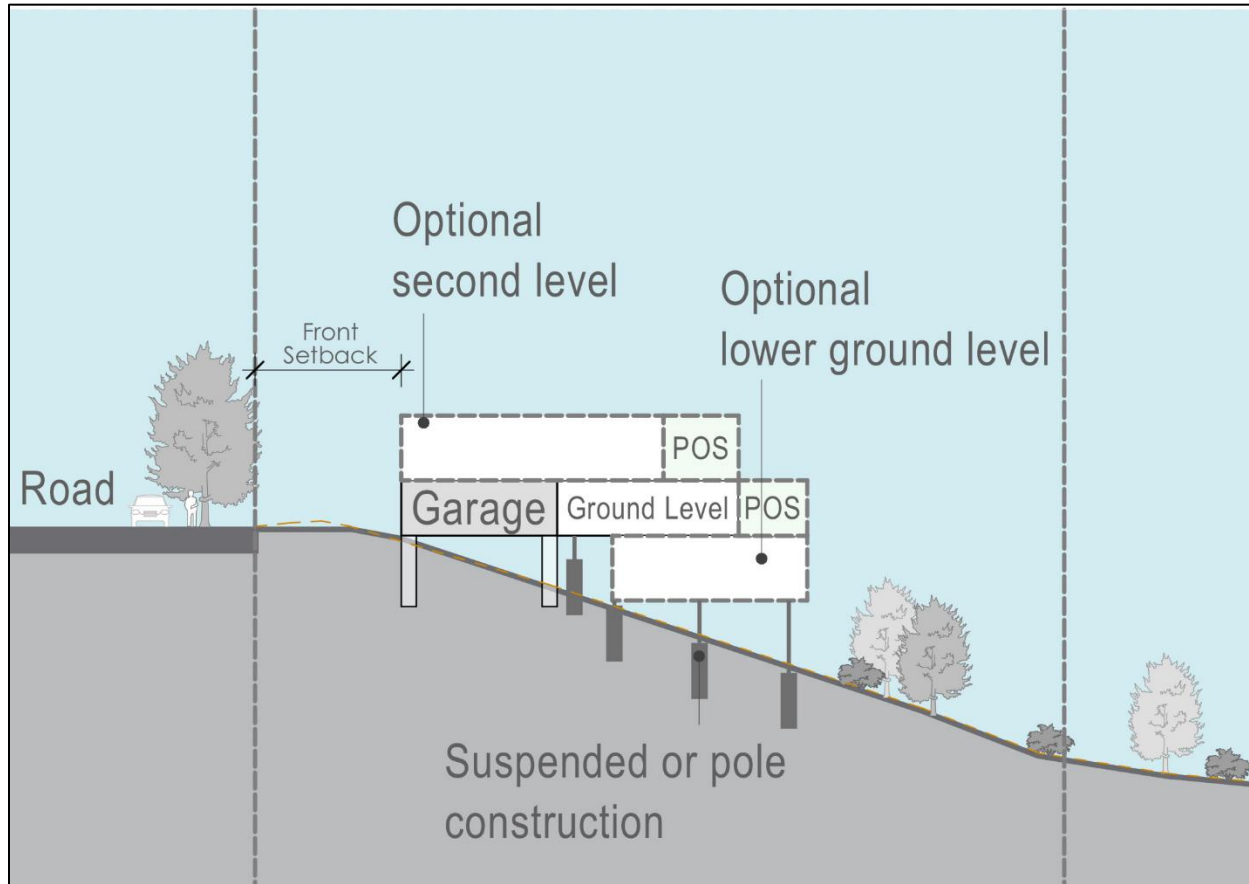 Optional
second level
Optional
lower ground level
Front
Setback
POS
Road
Garage
Ground Level
POS
Suspended or pole
construction